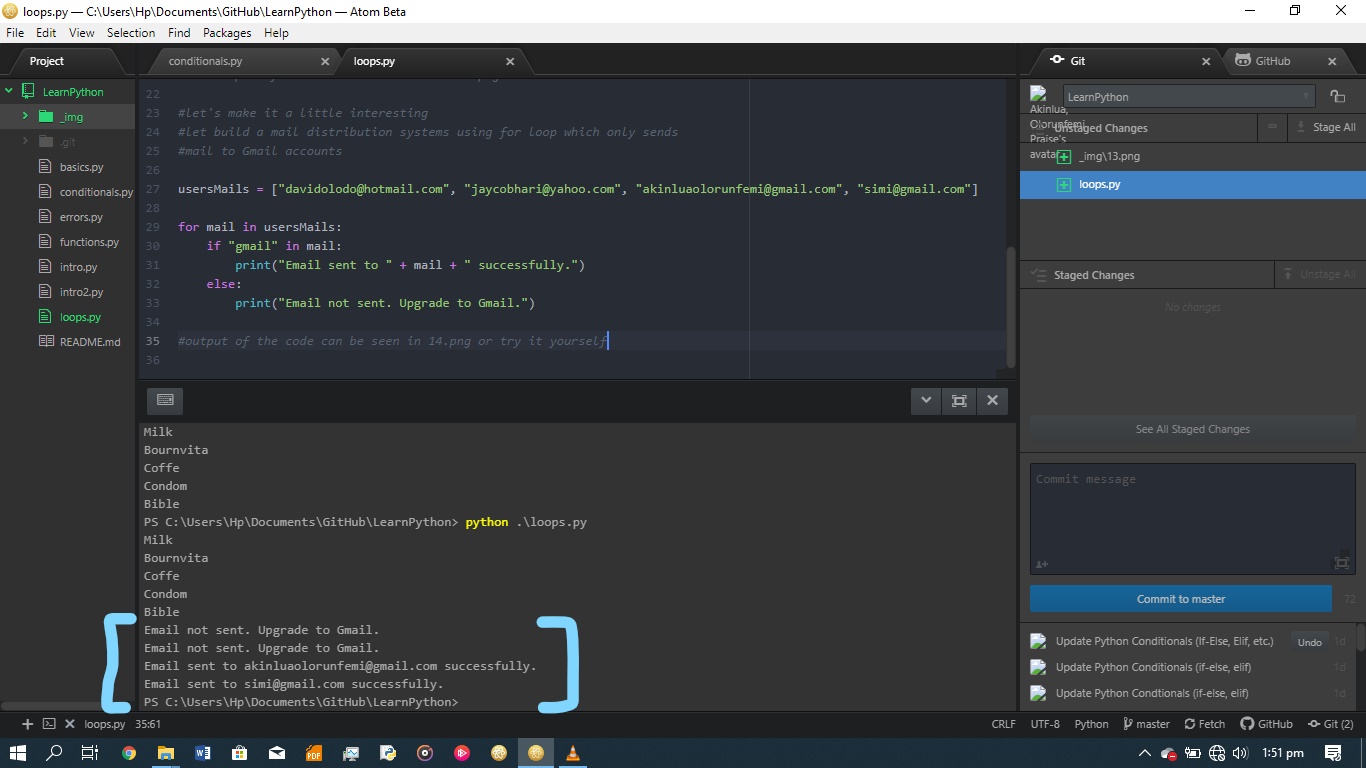 loops.py — C:\Users\Hp\Documents\GitHub\LearnPython — Atom Beta
File Edit View Selection Find Packages Help
Project
LearnPython
_img
.git
basics.py
conditionals.py
errors.py
functions.py
intro.py
intro2.py
loops.py
README.md
conditionals.py
loops.py
22
23 #let's make it a little interesting
24 #let build a mail distribution systems using for loop which only sends
25 #mail to Gmail accounts
26
27 usersMails = ["davidolodo@hotmail.com", "jaycobhari@yahoo.com", "akinluaolorunfemi@gmail.com", "simi@gmail.com"]
28
29 for mail in usersMails:
30     if "gmail" in mail:
31         print("Email sent to " + mail + " successfully.")
32     else:
33         print("Email not sent. Upgrade to Gmail.")
34
35 #output of the code can be seen in 14.png or try it yourself
36
Milk
Bournvita
Coffe
Condom
Bible
PS C:\Users\Hp\Documents\GitHub\LearnPython> python .\loops.py
Milk
Bournvita
Coffe
Condom
Bible
Email not sent. Upgrade to Gmail.
Email not sent. Upgrade to Gmail.
Email sent to akinluaolorunfemi@gmail.com successfully.
Email sent to simi@gmail.com successfully.
PS C:\Users\Hp\Documents\GitHub\LearnPython>
Git
GitHub
LearnPython
Akinlua,
Olorunfemi
Praise's
avatar
Unstaged Changes
Stage All
_img\13.png
loops.py
Staged Changes
Unstage All
No changes
See All Staged Changes
Commit message
Commit to master
72
Update Python Conditionals (If-Else, Elif, etc.) Undo 1d
Update Python Conditionals (if-else, elif) 1d
Update Python Condtionals (if-else, elif) 1d
loops.py 35:61
CRLF UTF-8 Python master Fetch GitHub Git (2)
1:51 pm